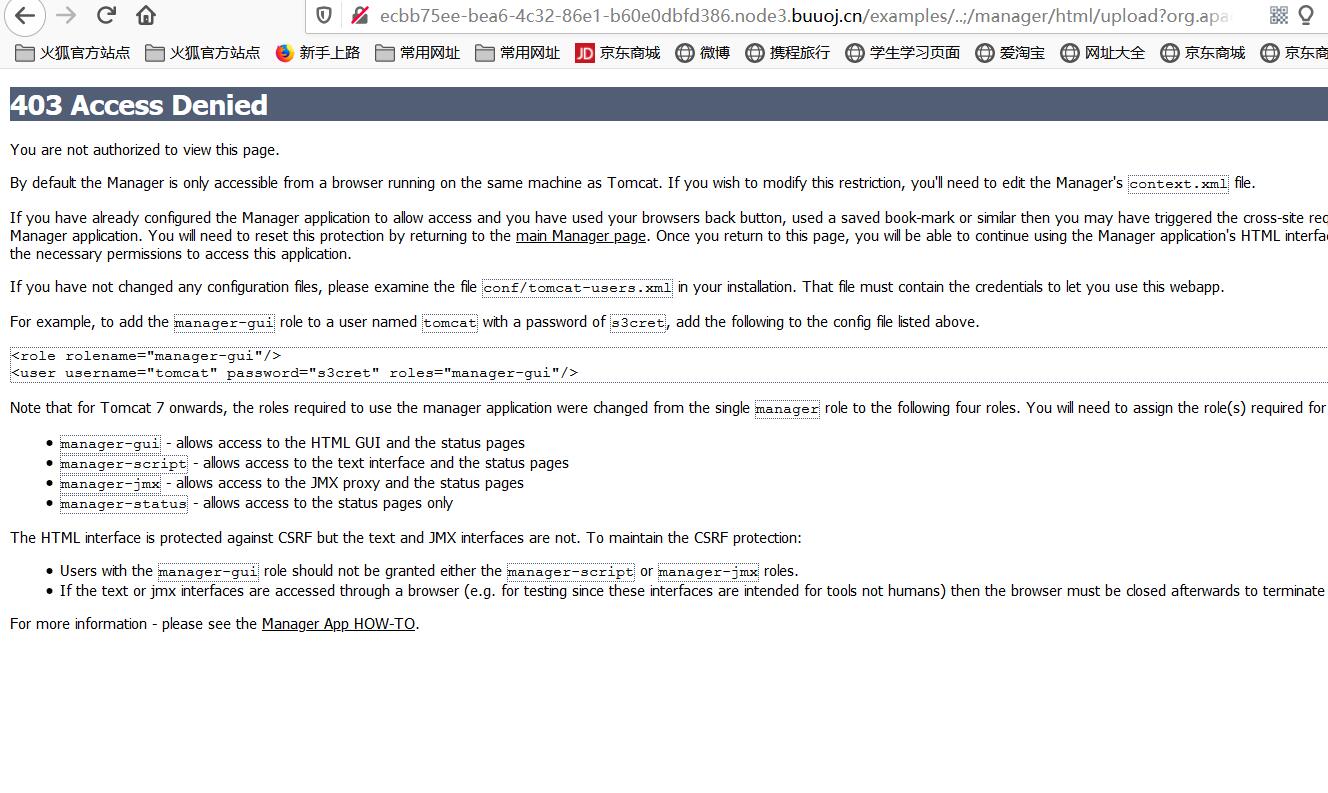 ecbb75ee-bea6-4c32-86e1-b60e0dbfd386.node3.buuoj.cn/examples/..;/manager/html/upload?org.apa
火狐官方站点 火狐官方站点 新手上路 常用网址 常用网址 JD 京东商城 微博 携程旅行 学生学习页面 爱淘宝 网址大全 京东商城 京东商
403 Access Denied
You are not authorized to view this page.
By default the Manager is only accessible from a browser running on the same machine as Tomcat. If you wish to modify this restriction, you'll need to edit the Manager's context.xml file.
If you have already configured the Manager application to allow access and you have used your browsers back button, used a saved book-mark or similar then you may have triggered the cross-site req
Manager application. You will need to reset this protection by returning to the main Manager page. Once you return to this page, you will be able to continue using the Manager application's HTML interfa
the necessary permissions to access this application.
If you have not changed any configuration files, please examine the file conf/tomcat-users.xml in your installation. That file must contain the credentials to let you use this webapp.
For example, to add the manager-gui role to a user named tomcat with a password of s3cret, add the following to the config file listed above.
<role rolename="manager-gui"/>
<user username="tomcat" password="s3cret" roles="manager-gui"/>
Note that for Tomcat 7 onwards, the roles required to use the manager application were changed from the single manager role to the following four roles. You will need to assign the role(s) required for
• manager-gui - allows access to the HTML GUI and the status pages
• manager-script - allows access to the text interface and the status pages
• manager-jmx - allows access to the JMX proxy and the status pages
• manager-status - allows access to the status pages only
The HTML interface is protected against CSRF but the text and JMX interfaces are not. To maintain the CSRF protection:
• Users with the manager-gui role should not be granted either the manager-script or manager-jmx roles.
• If the text or jmx interfaces are accessed through a browser (e.g. for testing since these interfaces are intended for tools not humans) then the browser must be closed afterwards to terminate
For more information - please see the Manager App HOW-TO.